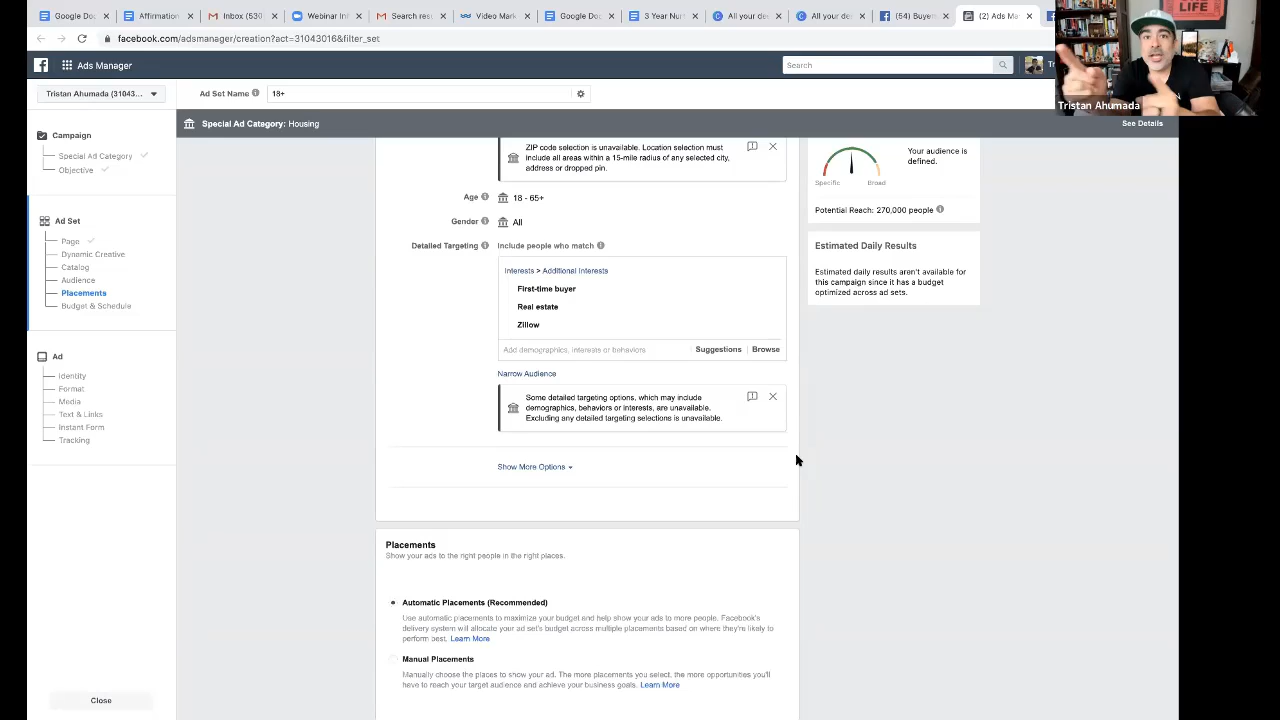 Google Doc
Affirmation
Inbox (530
Webinar Inf
Search resu
Video Ma
Google Doc
3 Year Nur
All your de
All your des
(54) Buyer
(2) Ads Ma
facebook.com/adsmanager/creation?act=31043016&filter_set
Ads Manager
Search
LIFE
Tristan Ahumada
Tristan Ahumada (31043...
Ad Set Name
18+
Special Ad Category: Housing
See Details
Campaign
Special Ad Category
Objective
Ad Set
Page
Dynamic Creative
Catalog
Audience
Placements
Budget & Schedule
Ad
Identity
Format
Media
Text & Links
Instant Form
Tracking
Close
ZIP code selection is unavailable. Location selection must
include all areas within a 15-mile radius of any selected city,
address or dropped pin.
Age
18 - 65+
Gender
All
Detailed Targeting
Include people who match
Interests > Additional Interests
First-time buyer
Real estate
Zillow
Add demographics, interests or behaviors
Suggestions
Browse
Narrow Audience
Some detailed targeting options, which may include
demographics, behaviors or interests, are unavailable.
Excluding any detailed targeting selections is unavailable.
Show More Options
Placements
Show your ads to the right people in the right places.
Automatic Placements (Recommended)
Use automatic placements to maximize your budget and help show your ads to more people. Facebook's
delivery system will allocate your ad set's budget across multiple placements based on where they're likely to
perform best. Learn More
Manual Placements
Manually choose the places to show your ad. The more placements you select, the more opportunities you'll
have to reach your target audience and achieve your business goals. Learn More
Your audience is
defined.
Specific
Broad
Potential Reach: 270,000 people
Estimated Daily Results
Estimated daily results aren't available for
this campaign since it has a budget
optimized across ad sets.